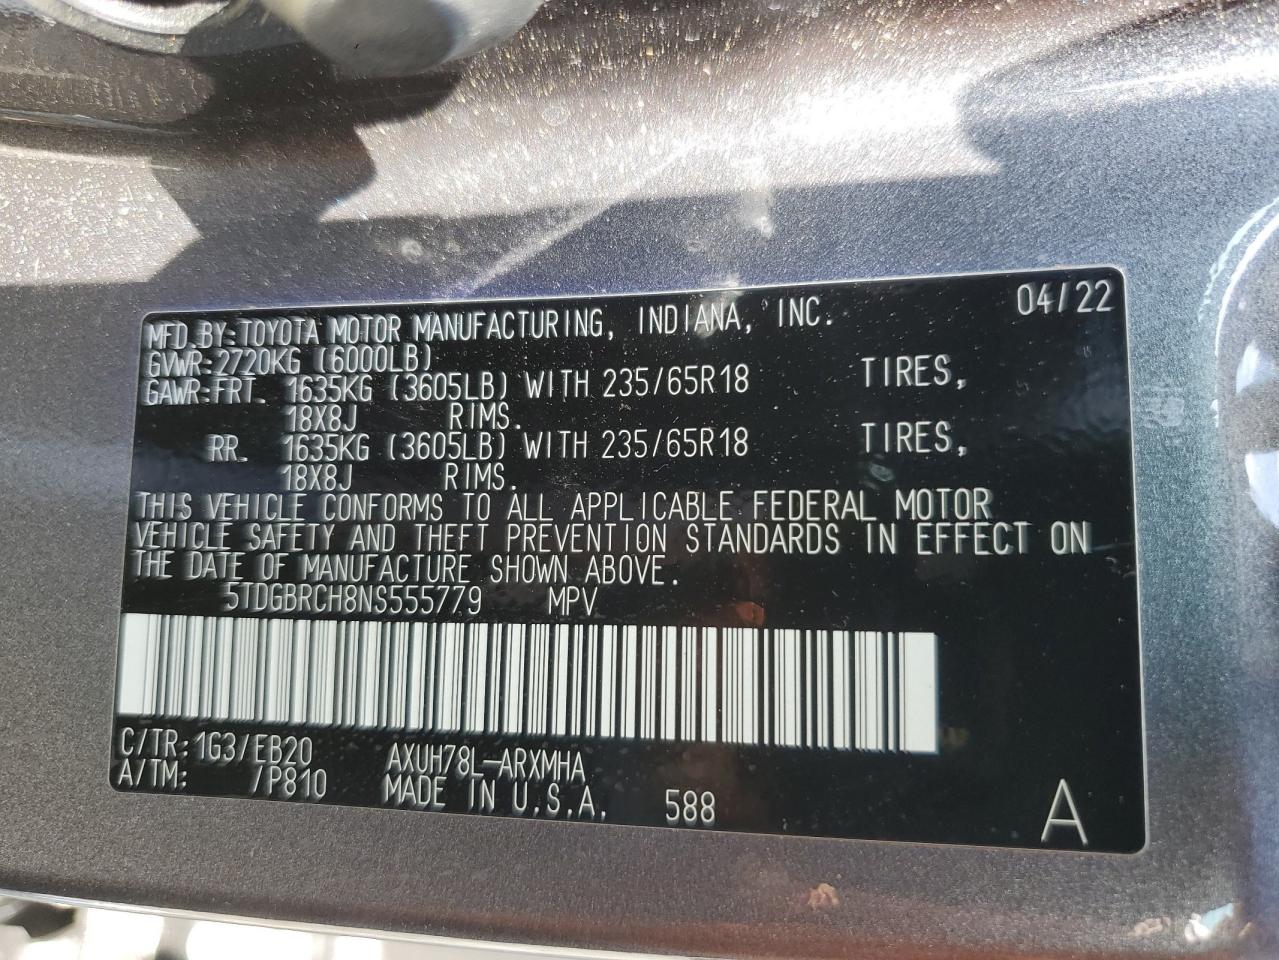 MFD.BY:TOYOTA MOTOR MANUFACTURING, INDIANA, INC. 04/22
GVWR:2720KG (6000LB)
GAWR:FRT. 1635KG (3605LB) WITH 235/65R18 TIRES,
18X8J RIMS.
RR. 1635KG (3605LB) WITH 235/65R18 TIRES,
18X8J RIMS.
THIS VEHICLE CONFORMS TO ALL APPLICABLE FEDERAL MOTOR
VEHICLE SAFETY AND THEFT PREVENTION STANDARDS IN EFFECT ON
THE DATE OF MANUFACTURE SHOWN ABOVE.
5TDGBRCH8NS555779 MPV
C/TR:1G3/EB20 AXUH78L-ARXMHA
A/TM: /P810 MADE IN U.S.A. 588 A